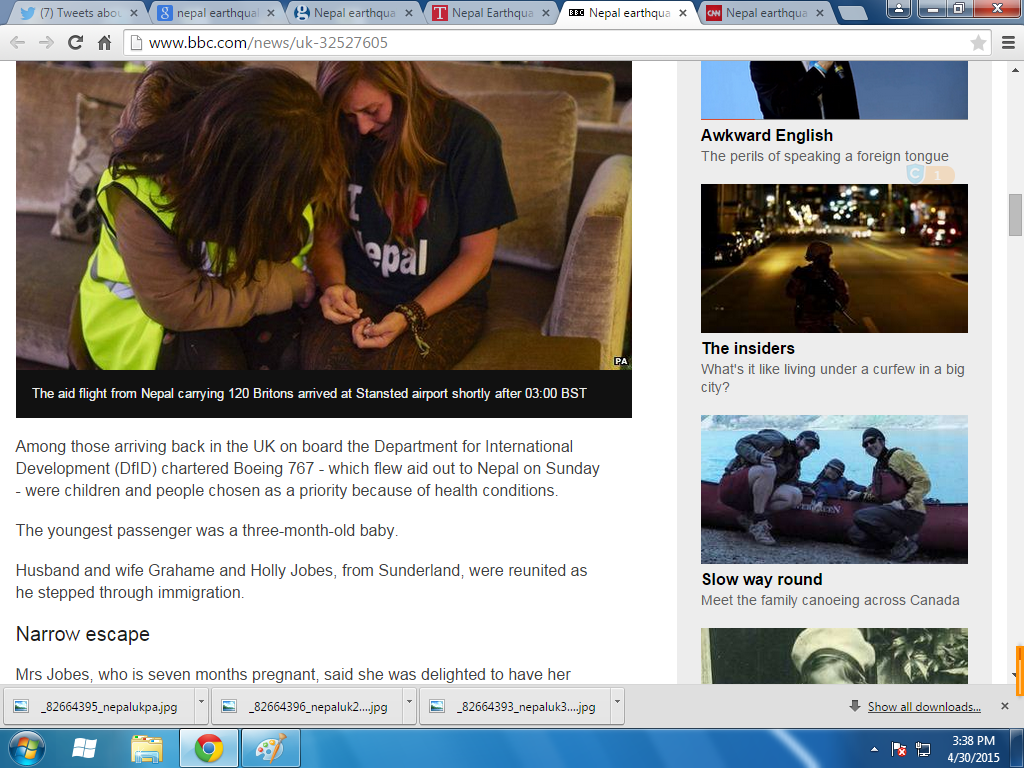 (7) Tweets abou
nepal earthqual
Nepal earthqua
Nepal Earthqua
BBC
Nepal earthqua
CNN
Nepal earthqua
www.bbc.com/news/uk-32527605
I
Nepal
PA
The aid flight from Nepal carrying 120 Britons arrived at Stansted airport shortly after 03:00 BST
Among those arriving back in the UK on board the Department for International
Development (DfID) chartered Boeing 767 - which flew aid out to Nepal on Sunday
- were children and people chosen as a priority because of health conditions.
The youngest passenger was a three-month-old baby.
Husband and wife Grahame and Holly Jobes, from Sunderland, were reunited as
he stepped through immigration.
Narrow escape
Mrs Jobes, who is seven months pregnant, said she was delighted to have her
Awkward English
The perils of speaking a foreign tongue
C 1
The insiders
What's it like living under a curfew in a big
city?
Slow way round
Meet the family canoeing across Canada
_82664395_nepalukpa.jpg
_82664396_nepaluk2....jpg
_82664393_nepaluk3....jpg
Show all downloads...
3:38 PM
4/30/2015